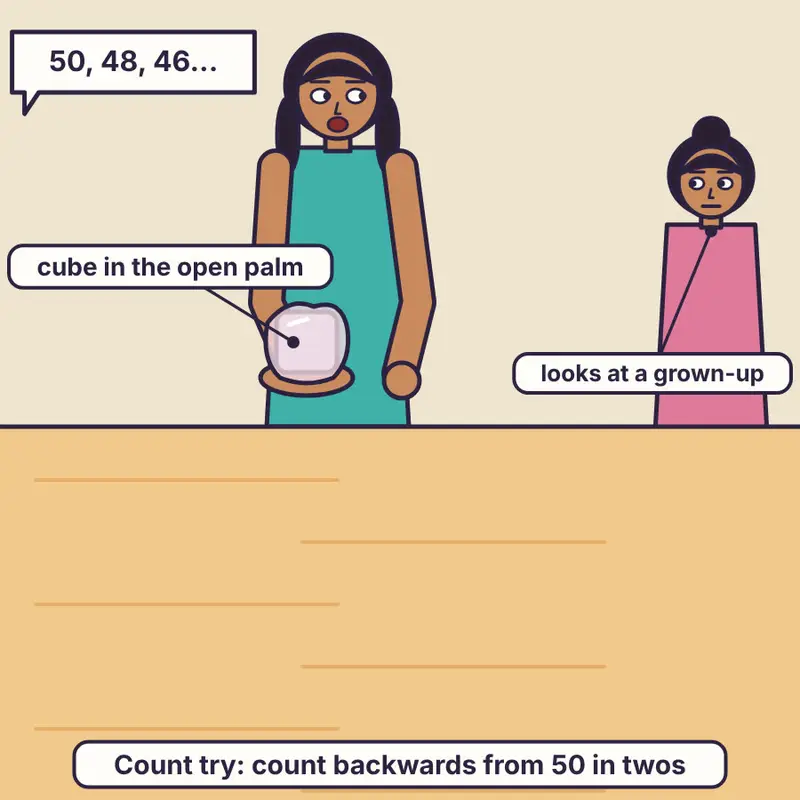 50, 48, 46...
cube in the open palm
looks at a grown-up
Count try: count backwards from 50 in twos